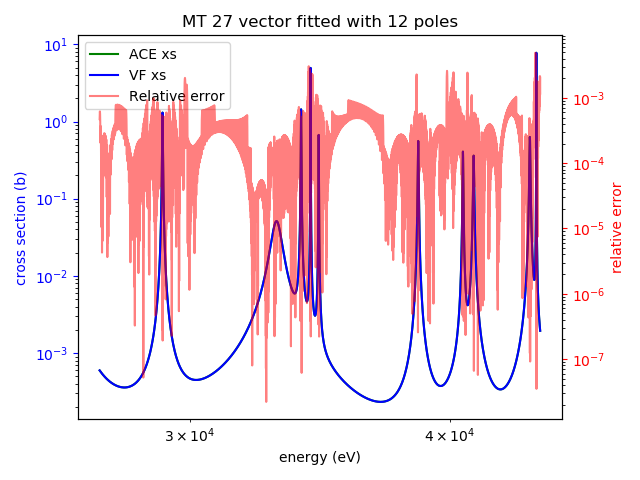 MT 27 vector fitted with 12 poles
ACE xs
VF xs
Relative error
10¹
10⁰
10⁻¹
10⁻²
10⁻³
cross section (b)
10⁻³
10⁻⁴
10⁻⁵
10⁻⁶
10⁻⁷
relative error
3 × 10⁴
4 × 10⁴
energy (eV)